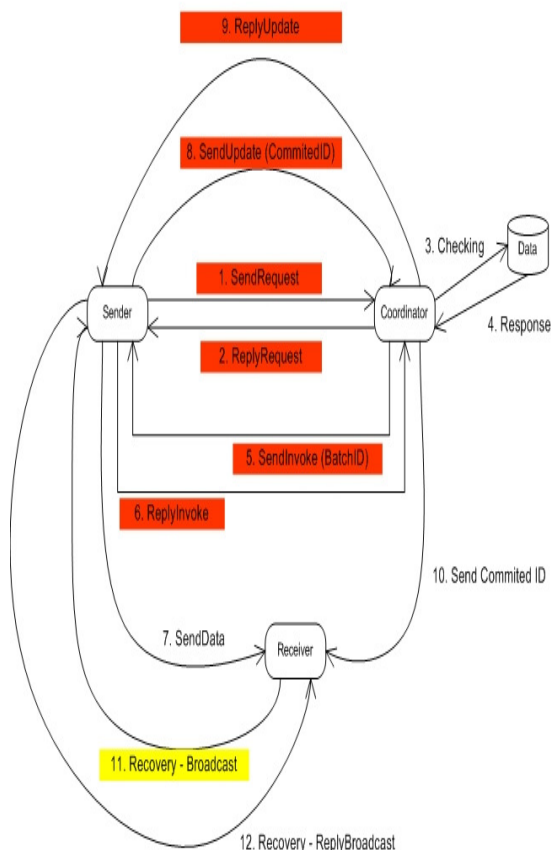 9. ReplyUpdate
8. SendUpdate (CommitedID)
3. Checking
Data
1. SendRequest
Sender
Coordinator
4. Response
2. ReplyRequest
5. SendInvoke (BatchID)
6. ReplyInvoke
10. Send Commited ID
7. SendData
Receiver
11. Recovery - Broadcast
12. Recovery - ReplyBroadcast